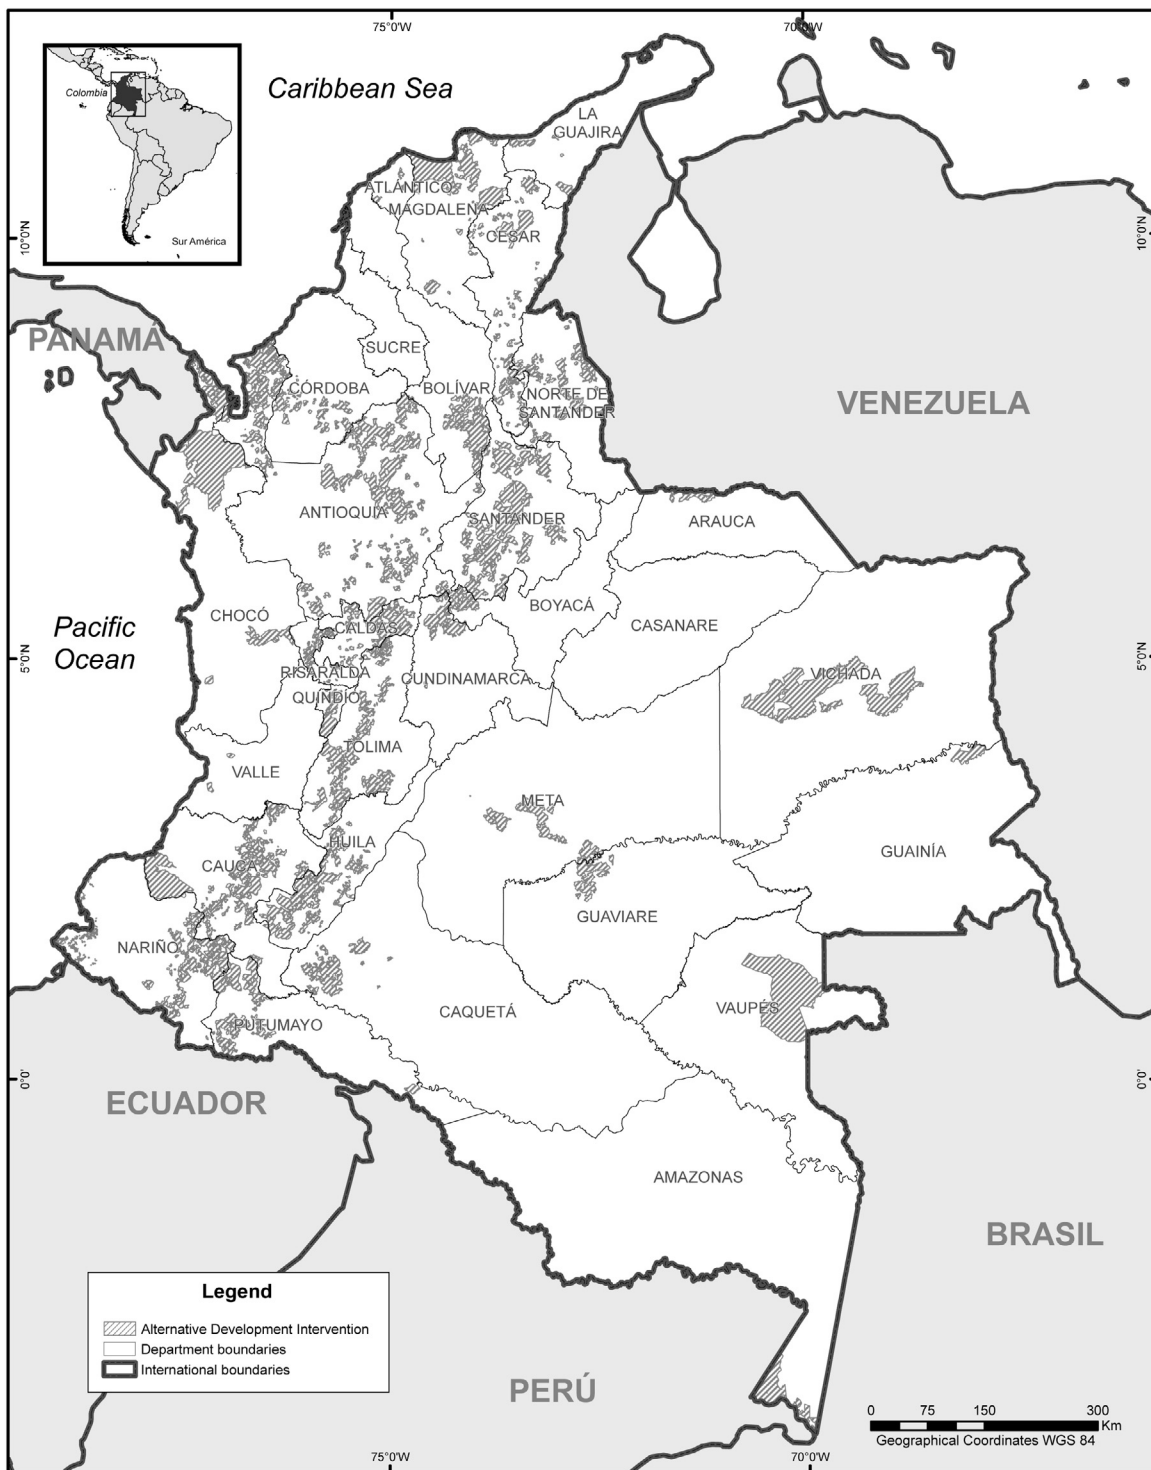 75°0'W
70°0'W
Colombia
Sur América
Caribbean Sea
LA
GUAJIRA
ATLÁNTICO
MAGDALENA
CESAR
10°0'N
10°0'N
PANAMÁ
SUCRE
CÓRDOBA
BOLÍVAR
NORTE DE
SANTANDER
VENEZUELA
ANTIOQUIA
SANTANDER
ARAUCA
CHOCÓ
BOYACÁ
CASANARE
Pacific
Ocean
CALDAS
5°0'N
5°0'N
RISARALDA
CUNDINAMARCA
VICHADA
QUINDÍO
TOLIMA
VALLE
META
HUILA
CAUCA
GUAINÍA
GUAVIARE
NARIÑO
CAQUETÁ
VAUPÉS
PUTUMAYO
0°0'
0°0'
ECUADOR
AMAZONAS
BRASIL
Legend
Alternative Development Intervention
Department boundaries
International boundaries
PERÚ
0 75 150 300
Km
Geographical Coordinates WGS 84
75°0'W
70°0'W